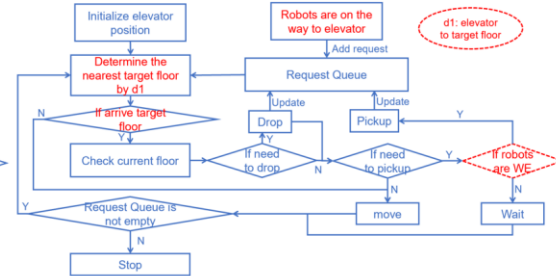 Initialize elevator
position
Robots are on the
way to elevator
d1: elevator
to target floor
Add request
Determine the
nearest target floor
by d1
Request Queue
Update
Update
N
If arrive target
floor
Drop
Pickup
Y
Y
Y
Check current floor
If need
to drop
N
If need
to pickup
Y
If robots
are WE
N
N
Y
Request Queue is
not empty
move
Wait
N
Stop